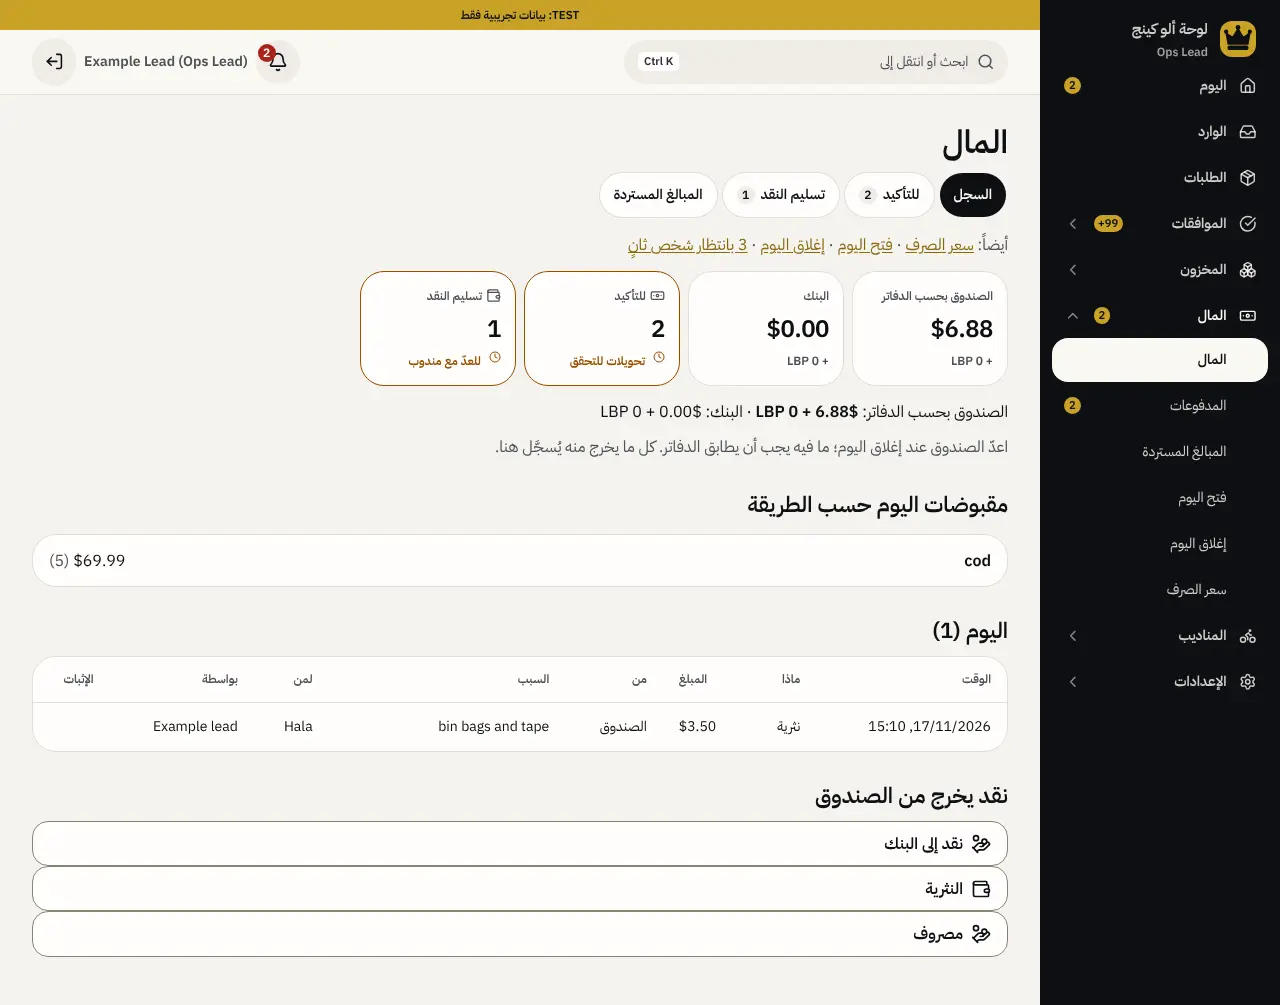 TEST: بيانات تجريبية فقط
لوحة ألو كينج
Ops Lead
اليوم 2
الوارد
الطلبات
الموافقات 99+
المخزون
المال 2
المال
المدفوعات 2
المبالغ المستردة
فتح اليوم
إغلاق اليوم
سعر الصرف
المناديب
الإعدادات
ابحث أو انتقل إلى Ctrl K
2
Example Lead (Ops Lead)
المال
السجل للتأكيد 2 تسليم النقد 1 المبالغ المستردة
أيضاً: سعر الصرف · فتح اليوم · إغلاق اليوم · 3 بانتظار شخص ثانٍ
الصندوق بحسب الدفاتر
$6.88
+ LBP 0
البنك
$0.00
+ LBP 0
للتأكيد
2
تحويلات للتحقق
تسليم النقد
1
للعدّ مع مندوب
الصندوق بحسب الدفاتر: $6.88 + LBP 0 · البنك: $0.00 + LBP 0
اعدّ الصندوق عند إغلاق اليوم؛ ما فيه يجب أن يطابق الدفاتر. كل ما يخرج منه يُسجَّل هنا.
مقبوضات اليوم حسب الطريقة
cod $69.99 (5)
اليوم (1)
الوقت ماذا المبلغ من السبب لمن بواسطة الإثبات
17/11/2026, 15:10 نثرية $3.50 الصندوق bin bags and tape Hala Example lead
نقد يخرج من الصندوق
نقد إلى البنك
النثرية
مصروف